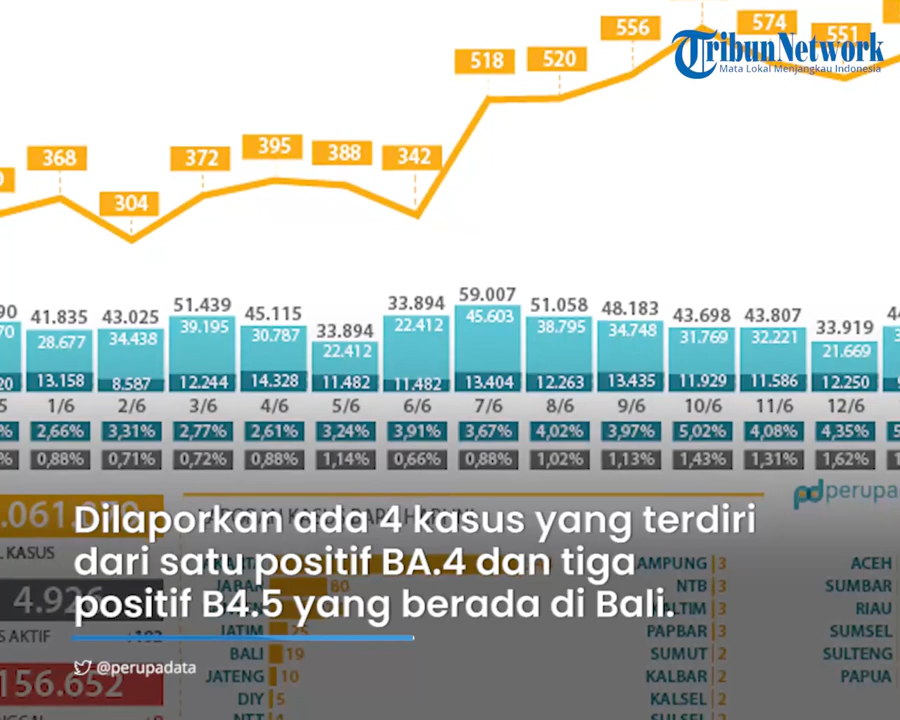 574
556
551
TribunNetwork
Mata Lokal Menjangkau Indonesia
518 520
368 304 372 395 388 342
41.835 43.025 51.439 45.115 33.894 33.894 59.007 51.058 48.183 43.698 43.807 33.919
28.677 34.438 39.195 30.787 22.412 22.412 45.603 38.795 34.748 31.769 32.221 21.669
13.158 8.587 12.244 14.328 11.482 11.482 13.404 12.263 13.435 11.929 11.586 12.250
1/6 2/6 3/6 4/6 5/6 6/6 7/6 8/6 9/6 10/6 11/6 12/6
2,66% 3,31% 2,77% 2,61% 3,24% 3,91% 3,67% 4,02% 3,97% 5,02% 4,08% 4,35%
0,88% 0,71% 0,72% 0,88% 1,14% 0,66% 0,88% 1,02% 1,13% 1,43% 1,31% 1,62%
Dilaporkan ada 4 kasus yang terdiri
dari satu positif BA.4 dan tiga
positif B4.5 yang berada di Bali.
@perupadata
KASUS
AKTIF
156.652
JABAR 80
JATIM 25
BALI 19
JATENG 10
DIY 5
NTT 4
AMPUNG 3
NTB 3
3
PAPBAR 3
SUMUT 2
KALBAR 2
KALSEL 2
ACEH
SUMBAR
RIAU
SUMSEL
SULTENG
PAPUA